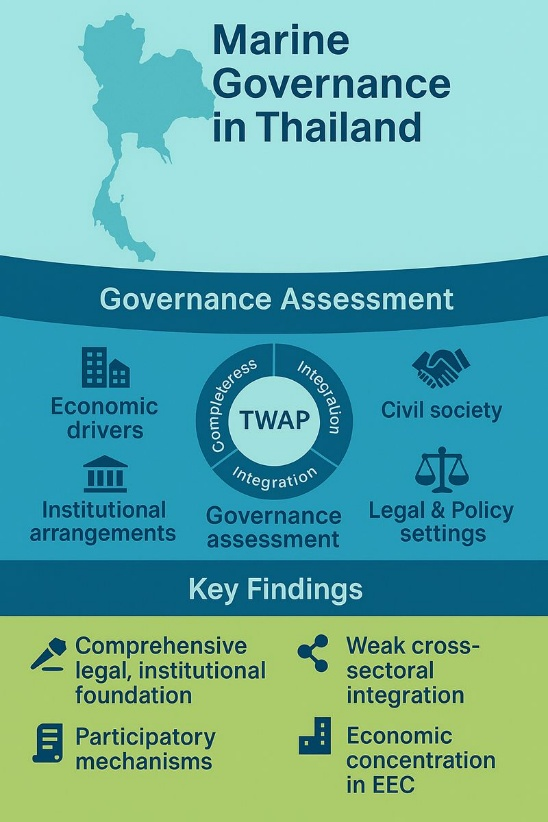 Marine
Governance
in Thailand
Governance Assessment
Economic
drivers
Institutional
arrangements
Completeress
Integration
Integration
TWAP
Governance
assessment
Civil society
Legal & Policy
settings
Key Findings
Comprehensive
legal, institutional
foundation
Weak cross-
sectoral
integration
Participatory
mechanisms
Economic
concentration
in EEC